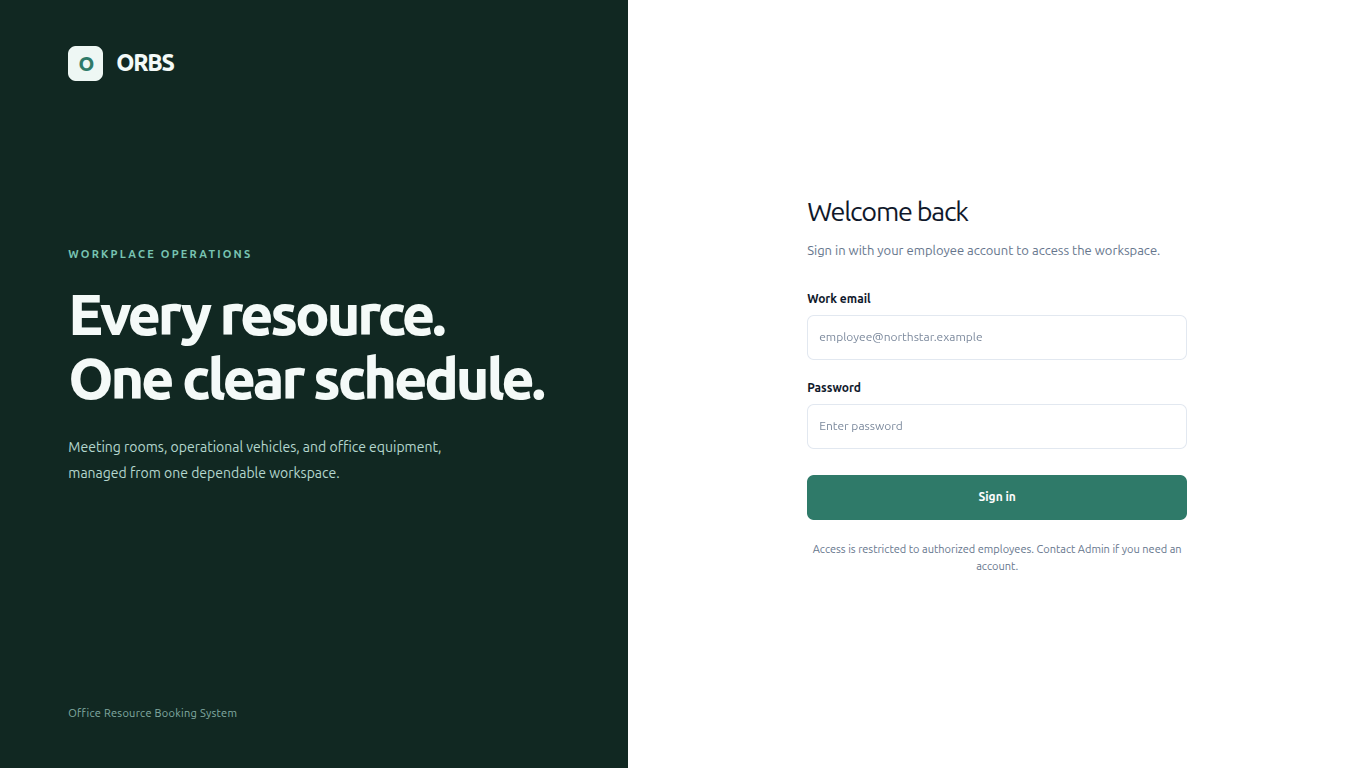 O ORBS
WORKPLACE OPERATIONS
Every resource.
One clear schedule.
Meeting rooms, operational vehicles, and office equipment,
managed from one dependable workspace.
Office Resource Booking System
Welcome back
Sign in with your employee account to access the workspace.
Work email
employee@northstar.example
Password
Enter password
Sign in
Access is restricted to authorized employees. Contact Admin if you need an
account.